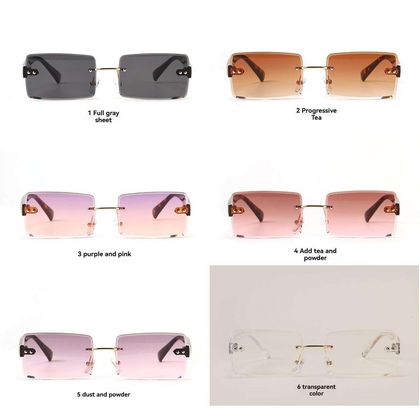 1 Full gray
sheet
2 Progressive
Tea
3 purple and pink
4 Add tea and
powder
5 dust and powder
6 transparent
color